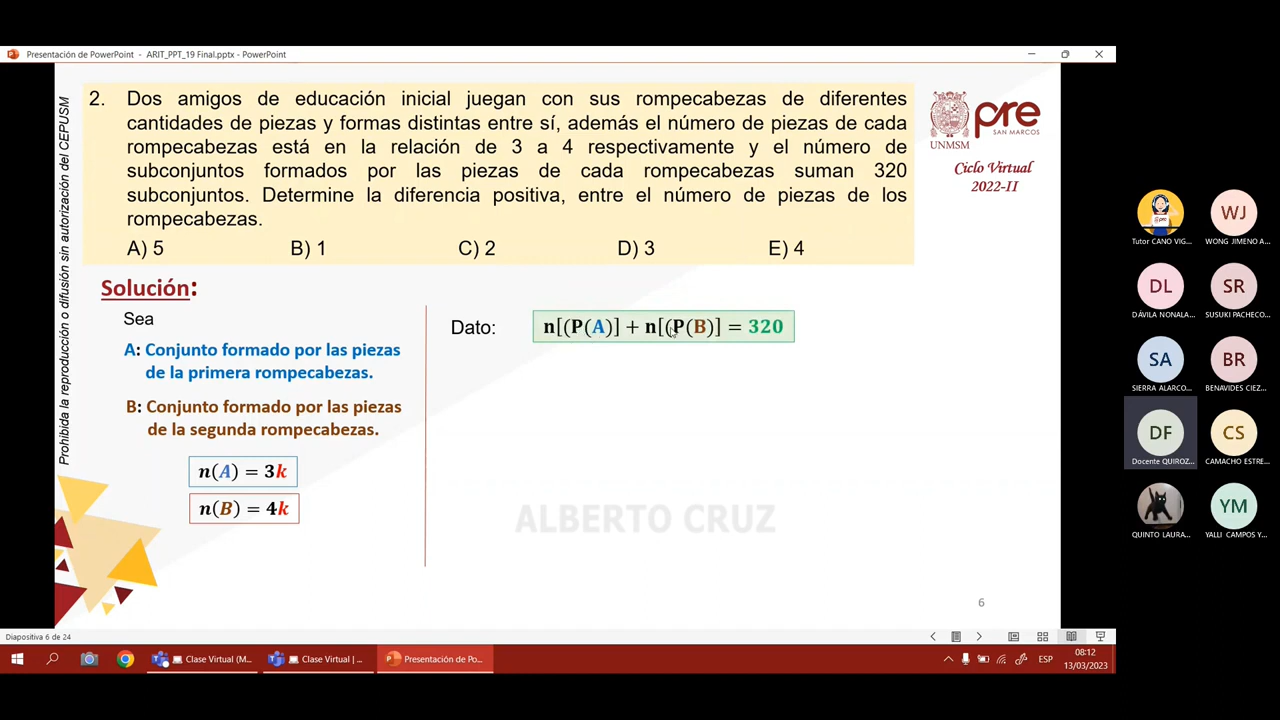 Presentación de PowerPoint - ARIT_PPT_19 Final.pptx - PowerPoint
Prohibida la reproducción o difusión sin autorización del CEPUSM
2. Dos amigos de educación inicial juegan con sus rompecabezas de diferentes
cantidades de piezas y formas distintas entre sí, además el número de piezas de cada
rompecabezas está en la relación de 3 a 4 respectivamente y el número de
subconjuntos formados por las piezas de cada rompecabezas suman 320
subconjuntos. Determine la diferencia positiva, entre el número de piezas de los
rompecabezas.
A) 5 B) 1 C) 2 D) 3 E) 4
UNMSM
pre
SAN MARCOS
Ciclo Virtual
2022-II
Solución:
Sea
A: Conjunto formado por las piezas
de la primera rompecabezas.
B: Conjunto formado por las piezas
de la segunda rompecabezas.
n(A) = 3k
n(B) = 4k
Dato: n[(P(A)] + n[(P(B)] = 320
ALBERTO CRUZ
6
Tutor CANO VIG...
WONG JIMENO A...
DL
DÁVILA NONALA...
SR
SUSUKI PACHECO...
SA
SIERRA ALARCO...
BR
BENAVIDES CIEZ...
DF
Docente QUIROZ...
CS
CAMACHO ESTRE...
QUINTO LAURA...
YM
YALLI CAMPOS Y...
WJ
Diapositiva 6 de 24
Clase Virtual (M...
Clase Virtual | ...
Presentación de Po...
ESP
08:12
13/03/2023